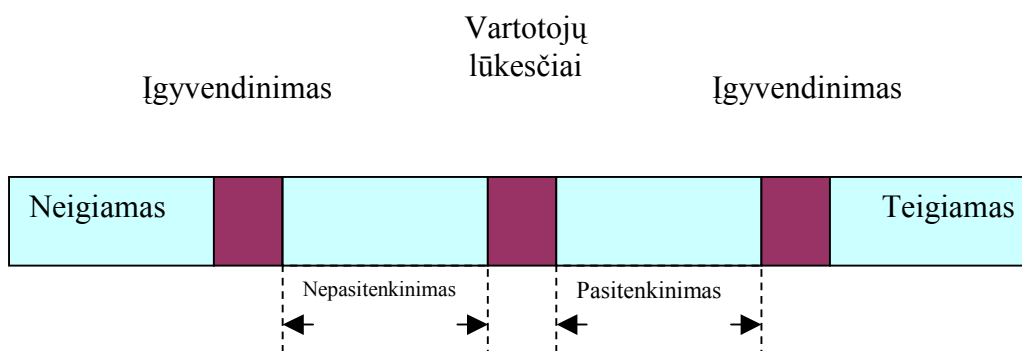 Vartotojų
lūkesčiai
Įgyvendinimas
Įgyvendinimas
Neigiamas
Teigiamas
Nepasitenkinimas
Pasitenkinimas